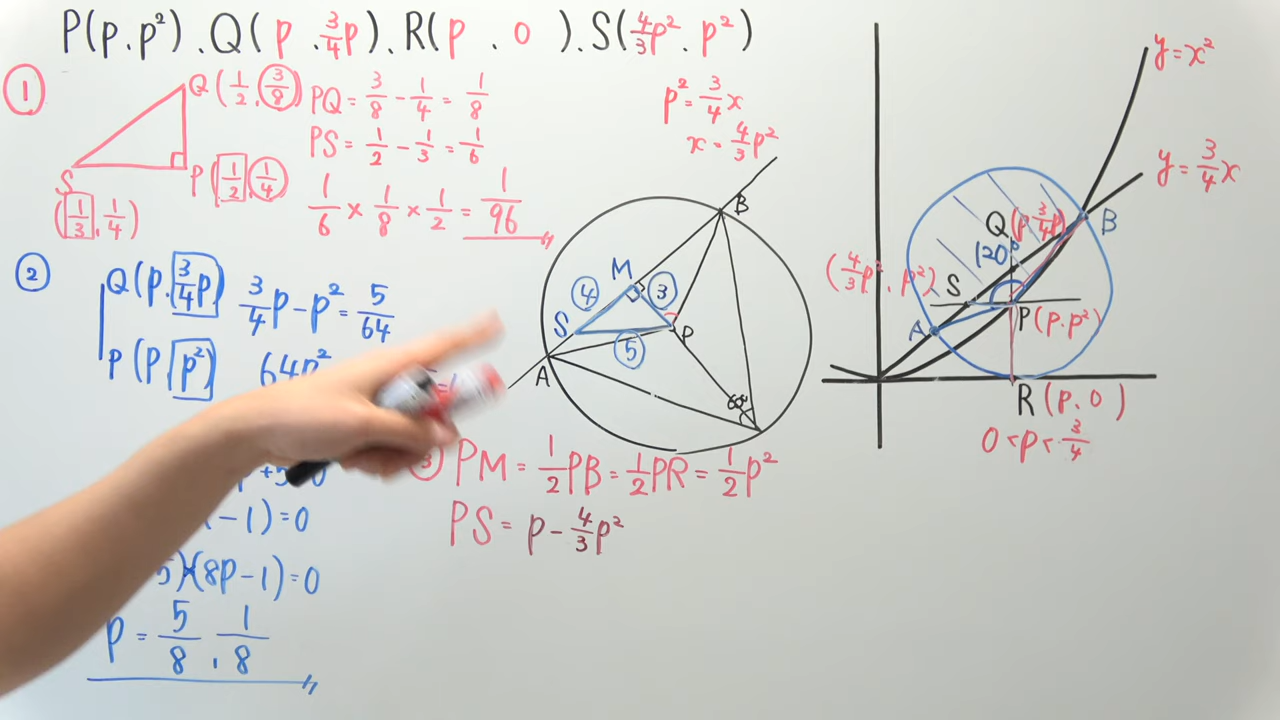 P(p.p²).Q(p.3/4p).R(p.0).S(4/3p².p²)
①
Q(1/2,3/8)
S
(1/3,1/4)
P(1/2 1/4)
PQ=3/8-1/4=1/8
PS=1/2-1/3=1/6
1/6×1/8×1/2=1/96
p²=3/4x
x=4/3p²
②
Q(p.3/4p)
P(P p²)
3/4p-p²=5/64
64p²
+5
0
-1)=0
5)(8p-1)=0
p=5/8,1/8
B
M
④
③
S
P
⑤
A
60°
PM=1/2PB=1/2PR=1/2p²
PS=p-4/3p²
y=x²
y=3/4x
Q(p 3/4p)
B
120°
(4/3p².p²)
S
A
P(p.p²)
R(p.0)
0<p<3/4